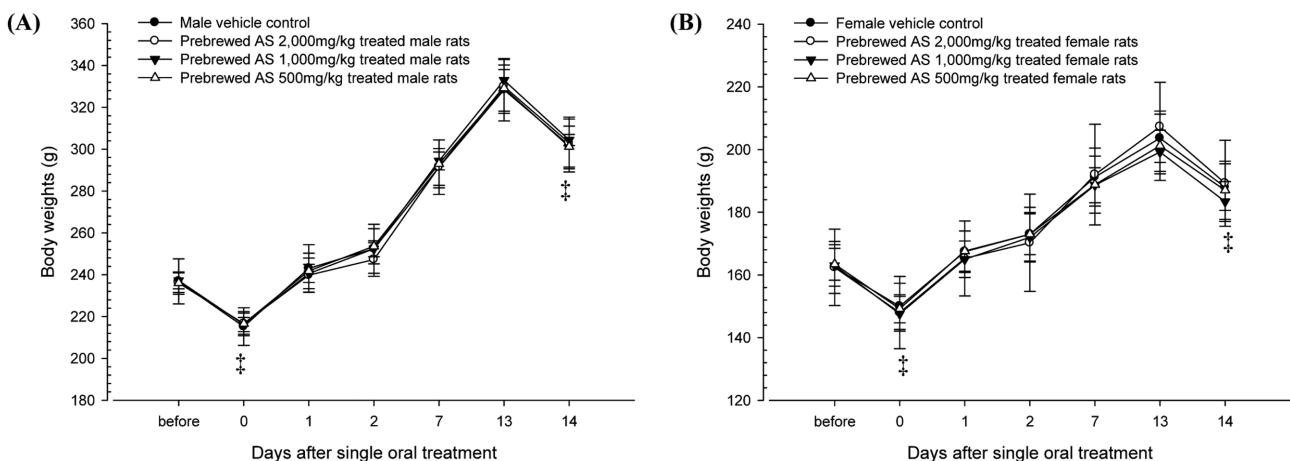 (A)
Male vehicle control
Prebrewed AS 2,000mg/kg treated male rats
Prebrewed AS 1,000mg/kg treated male rats
Prebrewed AS 500mg/kg treated male rats
Body weights (g)
360
340
320
300
280
260
240
220
200
180
‡
‡
before 0 1 2 7 13 14
Days after single oral treatment
(B)
Female vehicle control
Prebrewed AS 2,000mg/kg treated female rats
Prebrewed AS 1,000mg/kg treated female rats
Prebrewed AS 500mg/kg treated female rats
Body weights (g)
240
220
200
180
160
140
120
‡
‡
before 0 1 2 7 13 14
Days after single oral treatment